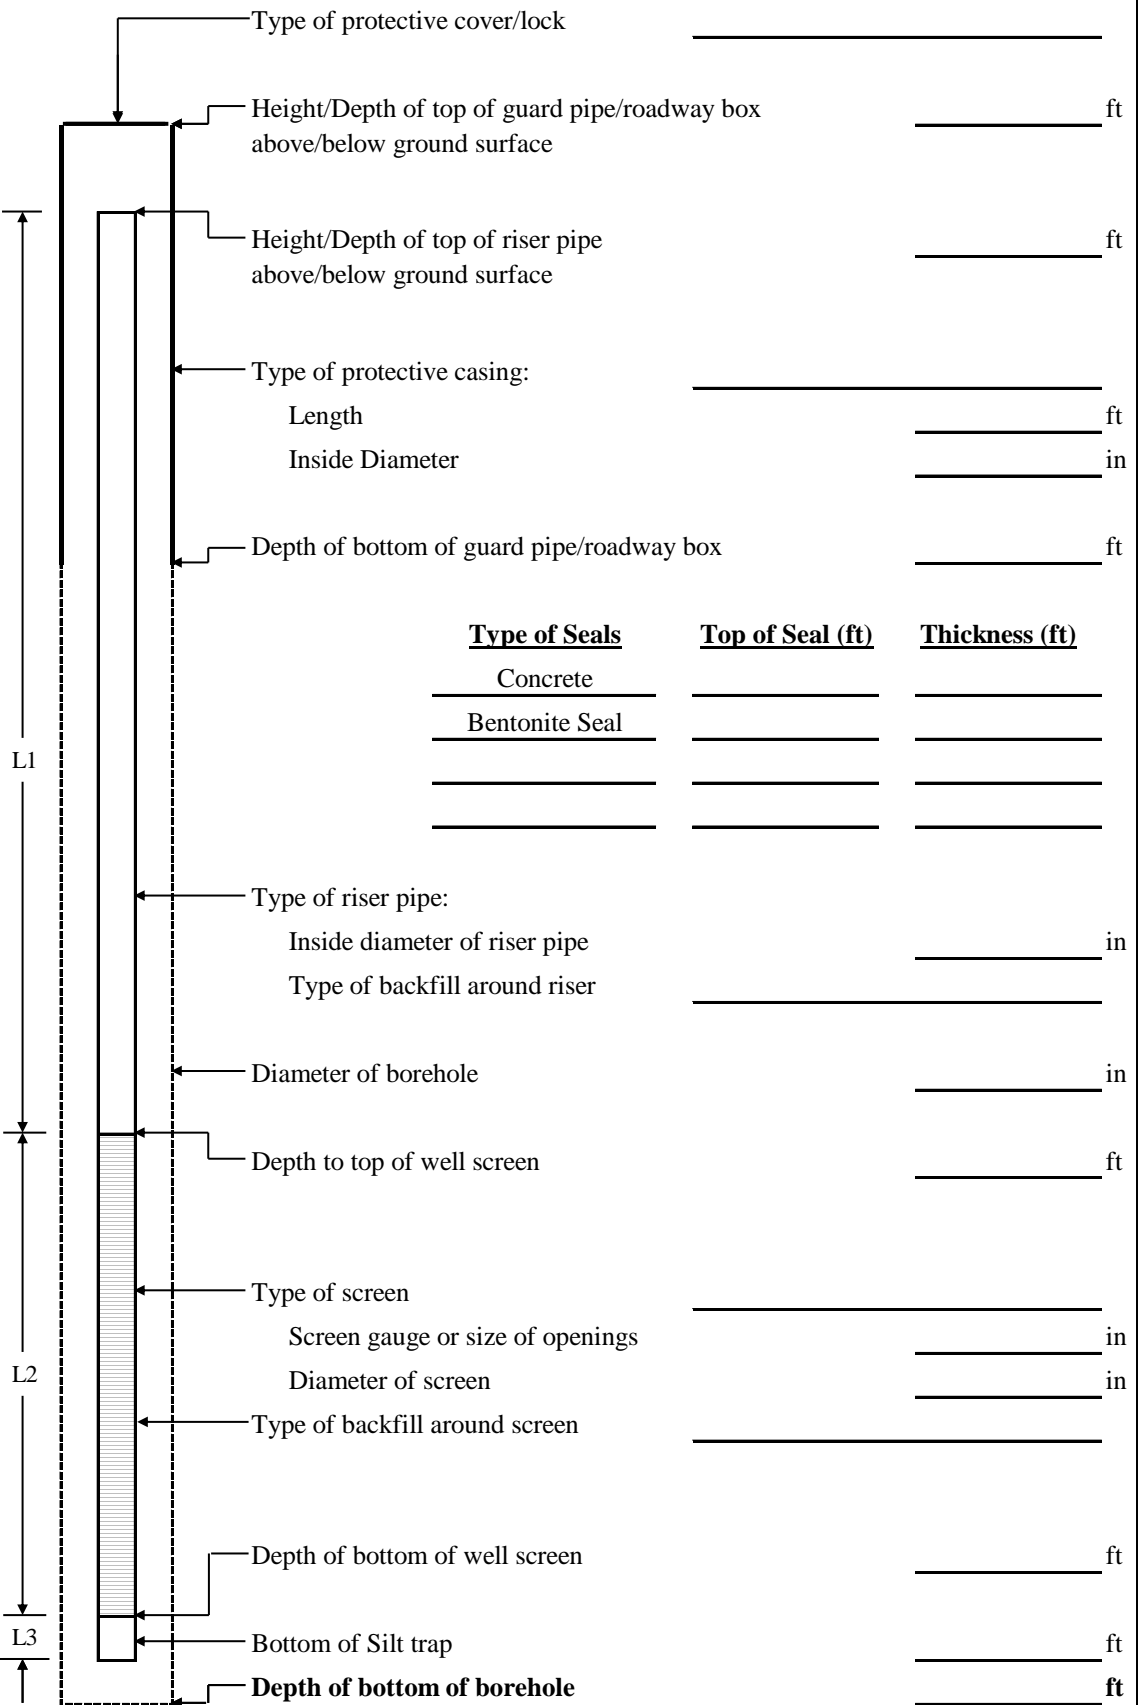 Type of protective cover/lock
Height/Depth of top of guard pipe/roadway box ft
above/below ground surface
Height/Depth of top of riser pipe ft
above/below ground surface
Type of protective casing:
Length ft
Inside Diameter in
Depth of bottom of guard pipe/roadway box ft
Type of Seals Top of Seal (ft) Thickness (ft)
Concrete
Bentonite Seal
L1
Type of riser pipe:
Inside diameter of riser pipe in
Type of backfill around riser
Diameter of borehole in
Depth to top of well screen ft
Type of screen
Screen gauge or size of openings in
L2
Diameter of screen in
Type of backfill around screen
Depth of bottom of well screen ft
L3
Bottom of Silt trap ft
Depth of bottom of borehole ft